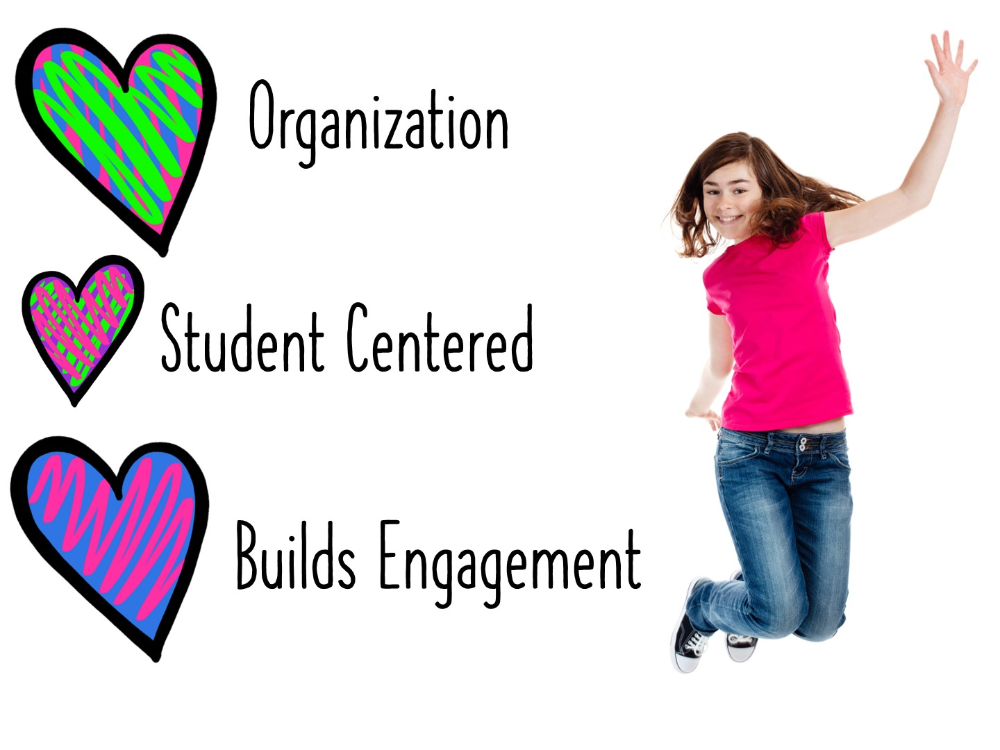 Organization
Student Centered
Builds Engagement